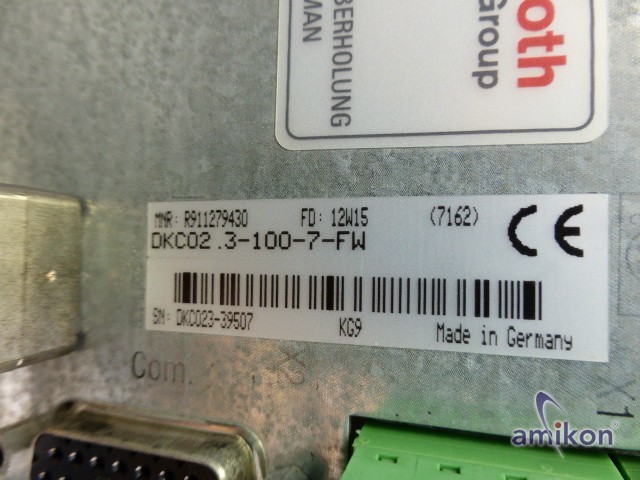 oth
Group
BERHOLUNG
MAN
MNR: R911279430 FD: 12W15 (7162)
DKC02.3-100-7-FW
CE
SN: DKC023-39507 KG9 Made in Germany
Com.
X1
amikon